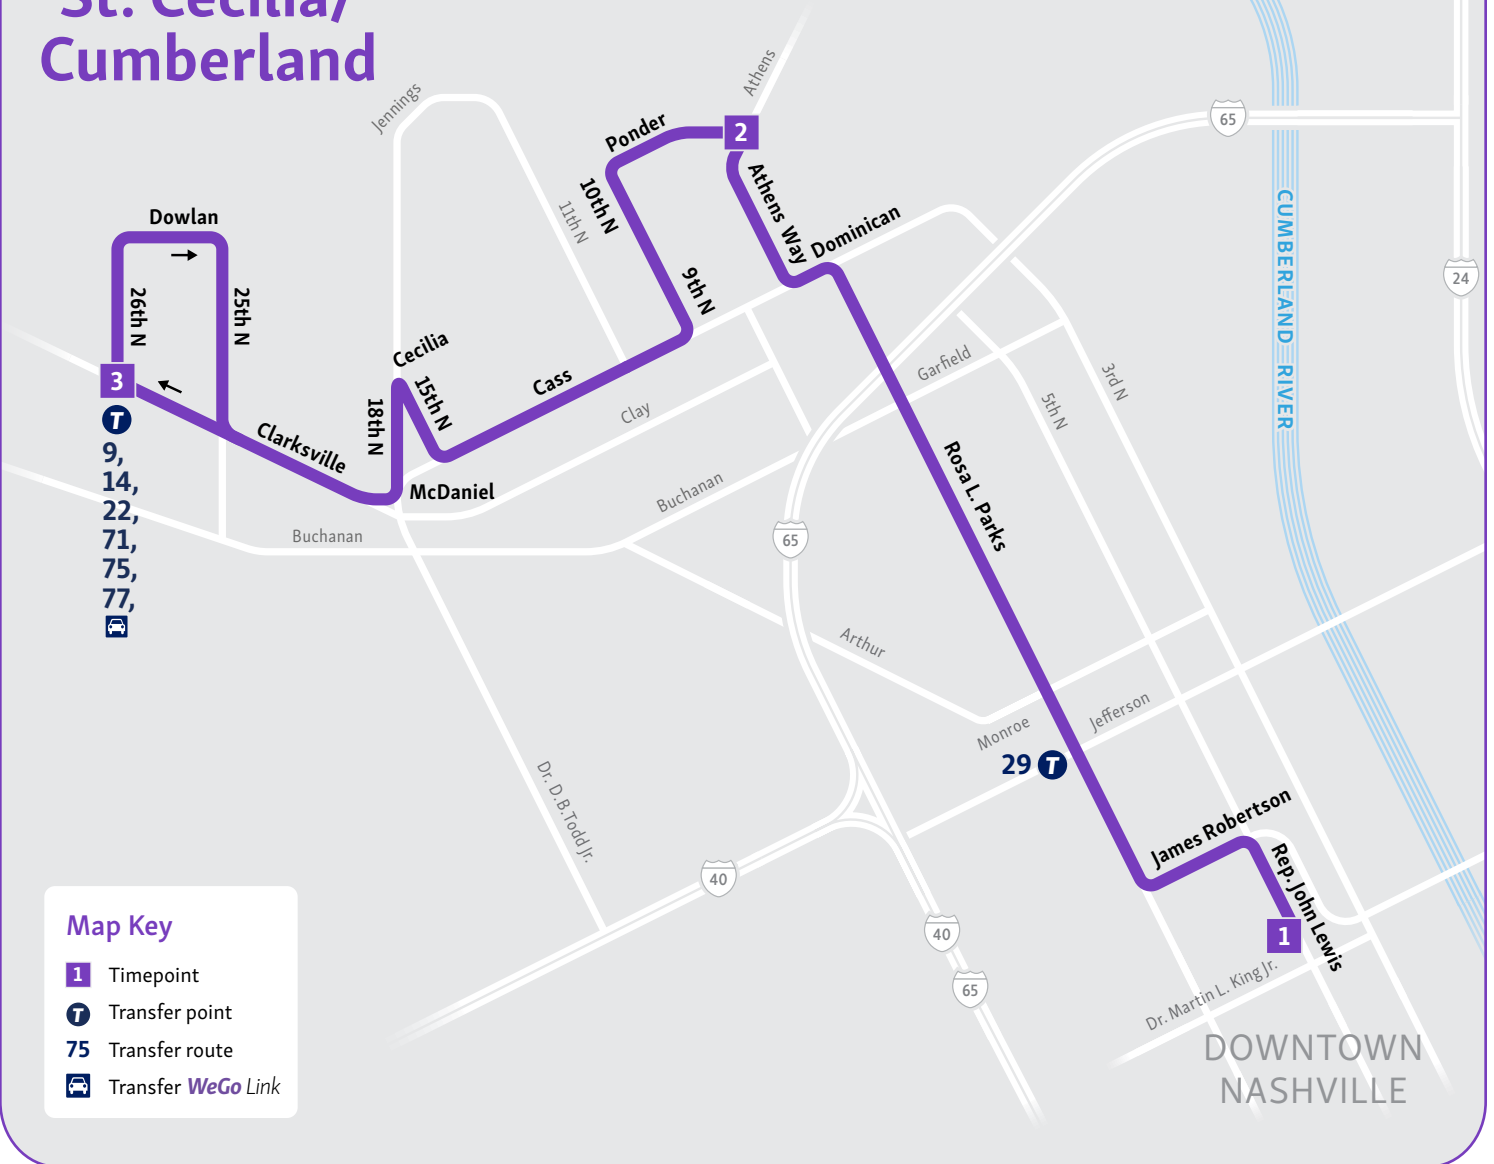 St. Cecilia/
Cumberland
Jennings
Athens
2
Ponder
65
10th N
11th N
Athens Way
Dominican
CUMBERLAND RIVER
24
Dowlan
26th N
25th N
9th N
Cecilia
15th N
18th N
Cass
Clay
Garfield
3rd N
5th N
3
T
9,
14,
22,
71,
75,
77,
Clarksville
McDaniel
Buchanan
Buchanan
65
Rosa L. Parks
Arthur
Monroe
Jefferson
29 T
Dr. D.B.Todd Jr.
James Robertson
Rep. John Lewis
1
40
40
65
Dr. Martin L. King Jr.
DOWNTOWN
NASHVILLE
Map Key
1 Timepoint
T Transfer point
75 Transfer route
Transfer WeGo Link